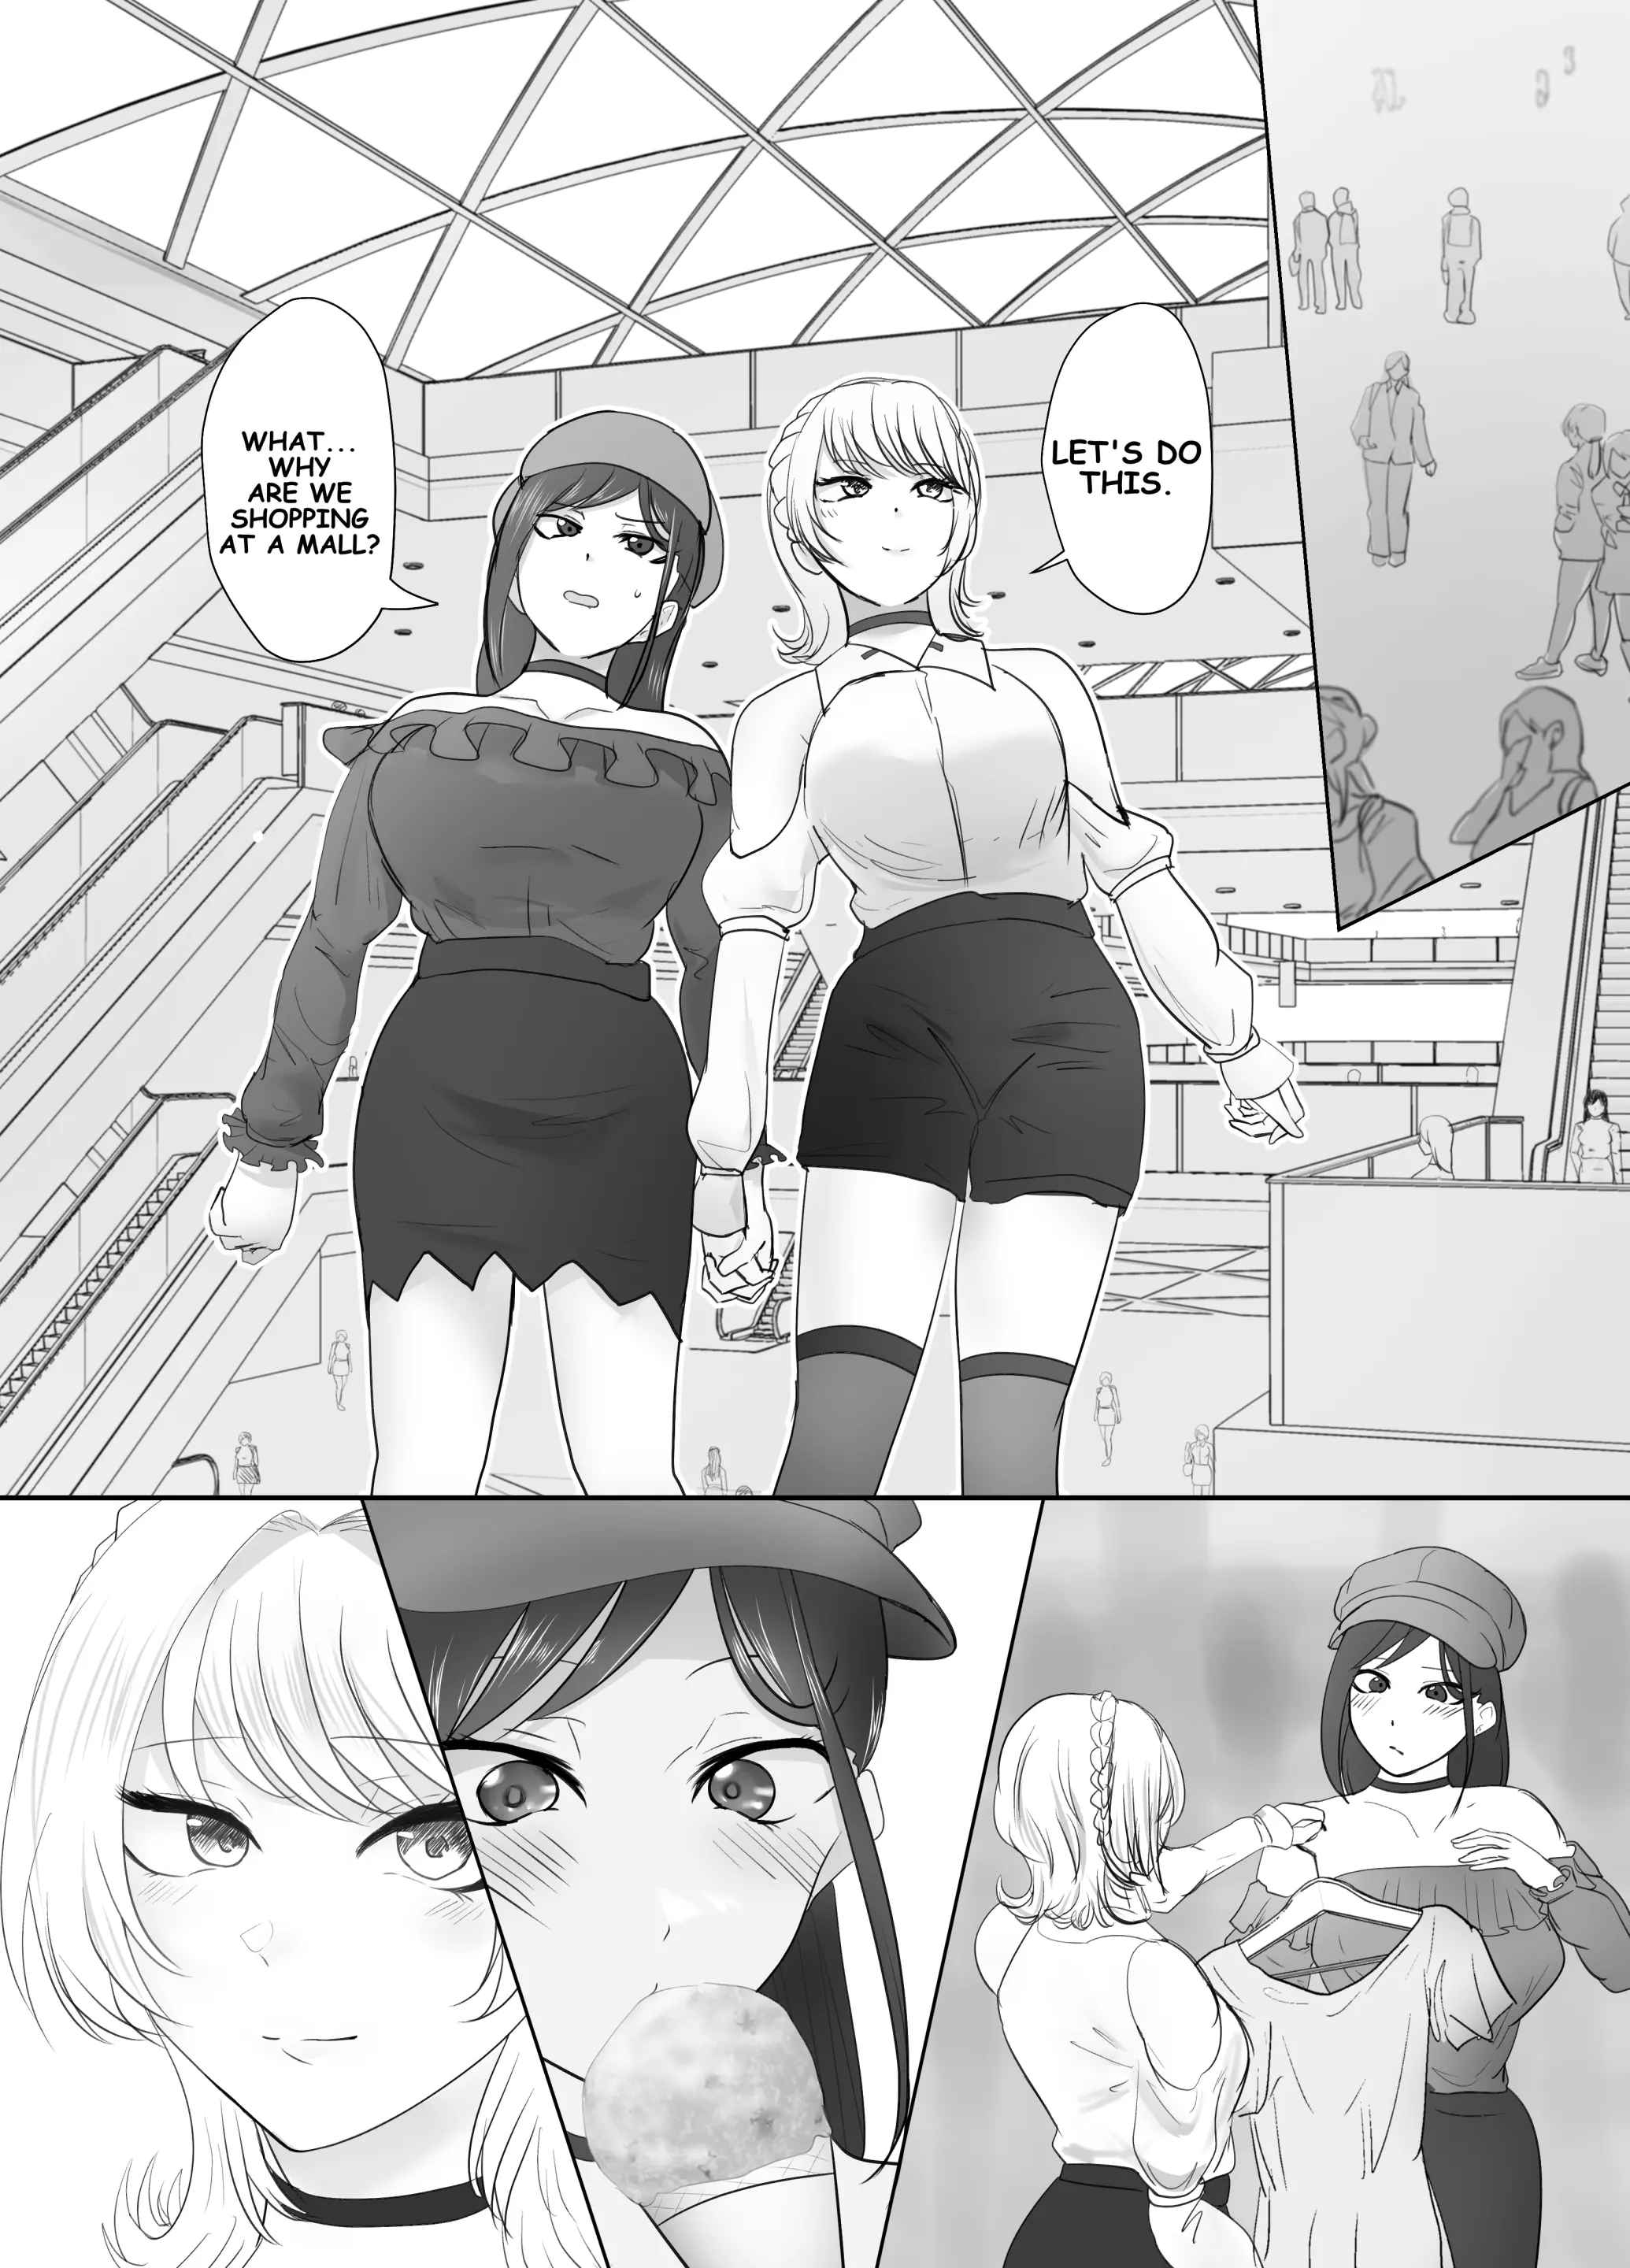 LET'S DO
THIS.
WHAT...
WHY
ARE WE
SHOPPING
AT A MALL?